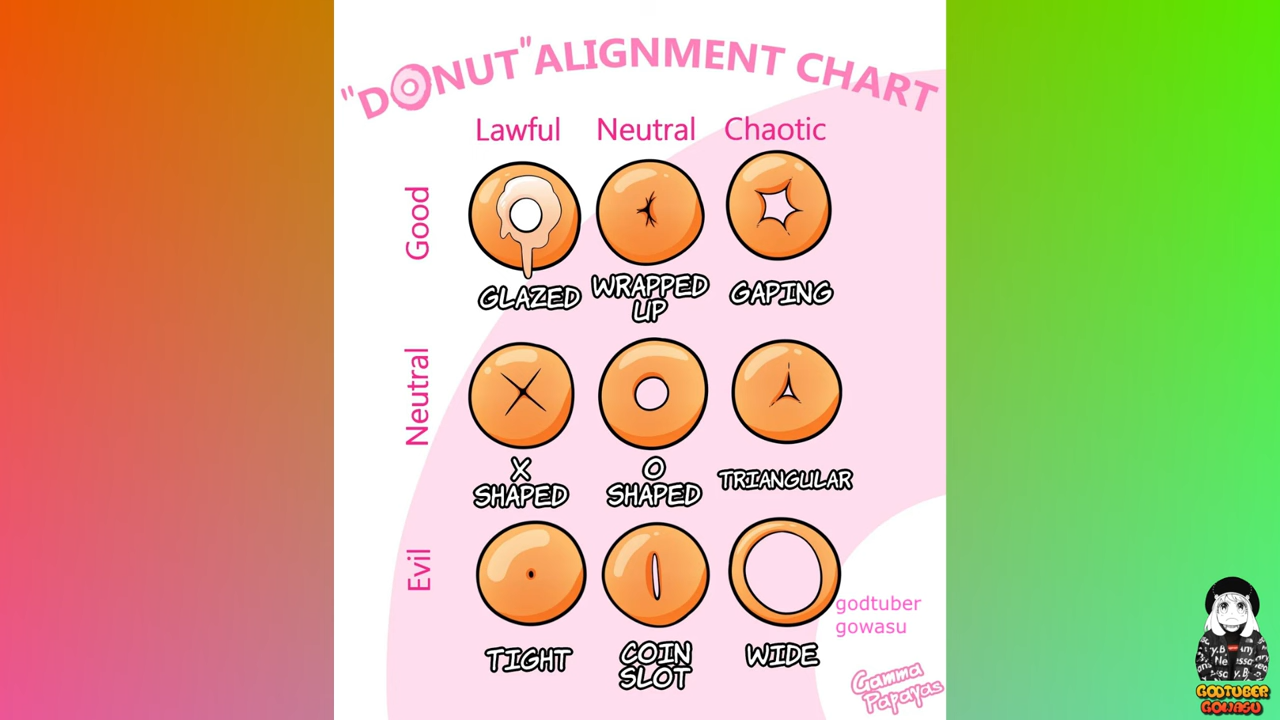 "DONUT" ALIGNMENT CHART
Lawful Neutral Chaotic
Good
GLAZED
WRAPPED
UP
GAPING
Neutral
X
SHAPED
O
SHAPED
TRIANGULAR
Evil
TIGHT
COIN
SLOT
WIDE
godtuber
gowasu
Gamma
Papayas
GODTUBER
GOWASU